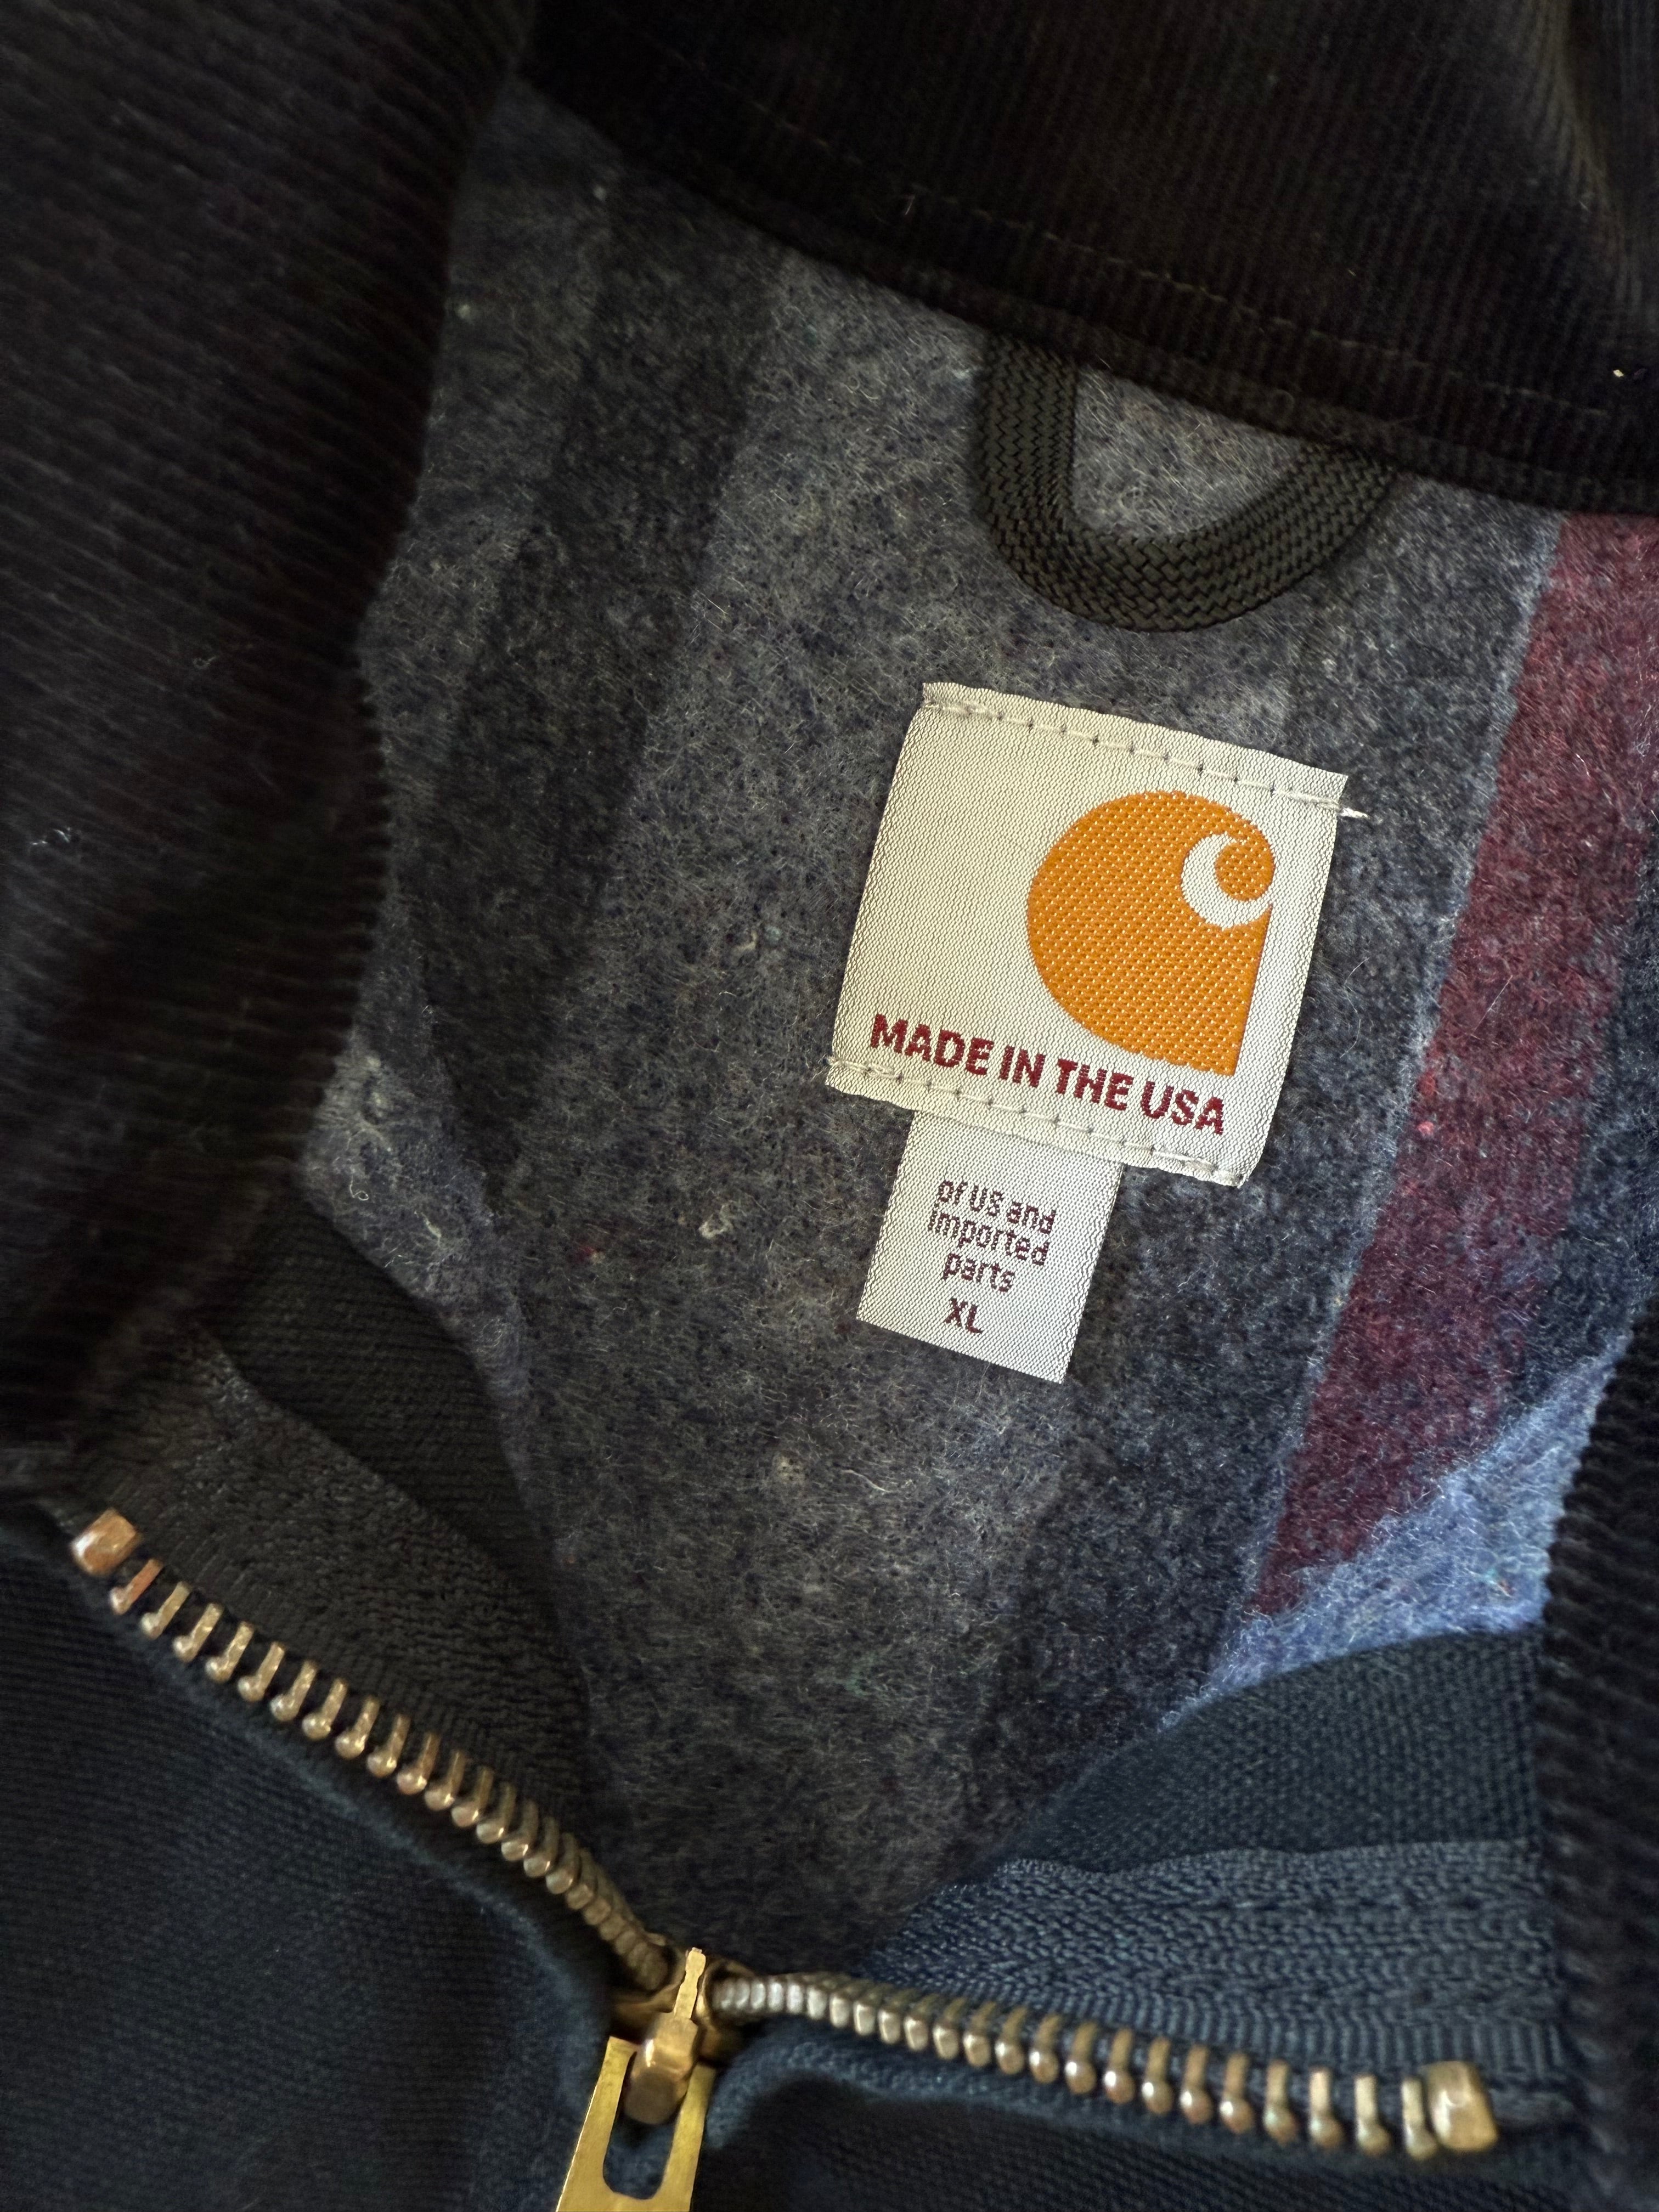 MADE IN THE USA
of US and
Imported
parts
XL